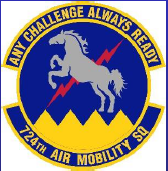 ANY CHALLENGE ALWAYS READY
724TH AIR MOBILITY SQ